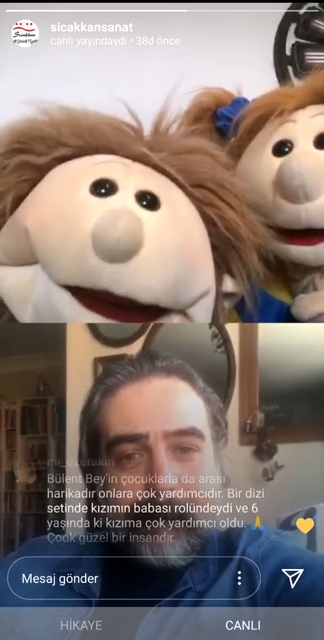 sicakkansanat
canlı yayındaydı • 38d önce
Bülent Bey'in çocuklarla da arası
harikadır onlara çok yardımcıdır. Bir dizi
setinde kızımın babası rolündeydi ve 6
yaşında ki kızıma çok yardımcı oldu. 🙏
Çook güzel bir insandır.
Mesaj gönder
HİKAYE
CANLI